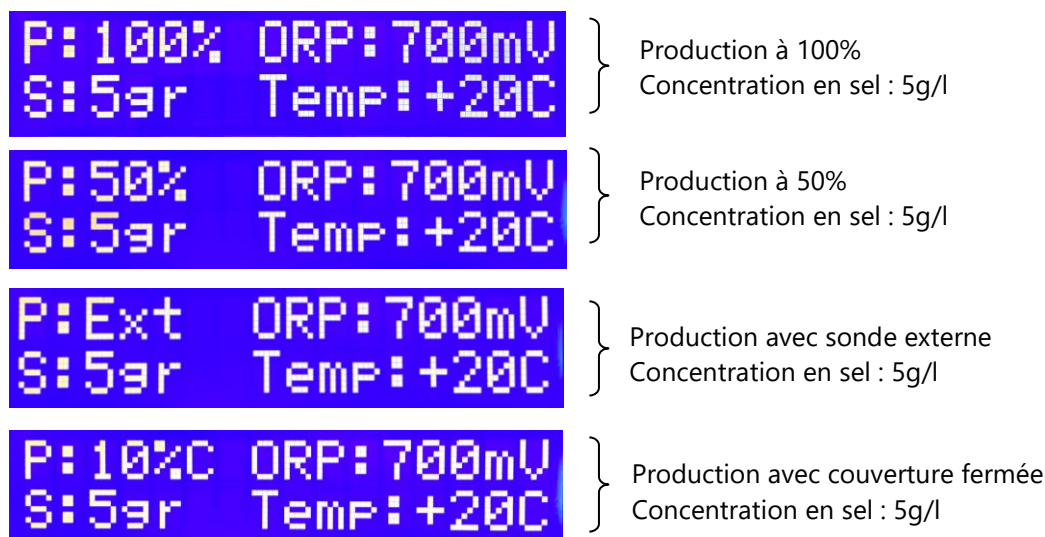 P:100% ORP:700mV
S:5gr Temp:+20C
Production à 100%
Concentration en sel : 5g/l
P:50% ORP:700mV
S:5gr Temp:+20C
Production à 50%
Concentration en sel : 5g/l
P:Ext ORP:700mV
S:5gr Temp:+20C
Production avec sonde externe
Concentration en sel : 5g/l
P:10%C ORP:700mV
S:5gr Temp:+20C
Production avec couverture fermée
Concentration en sel : 5g/l